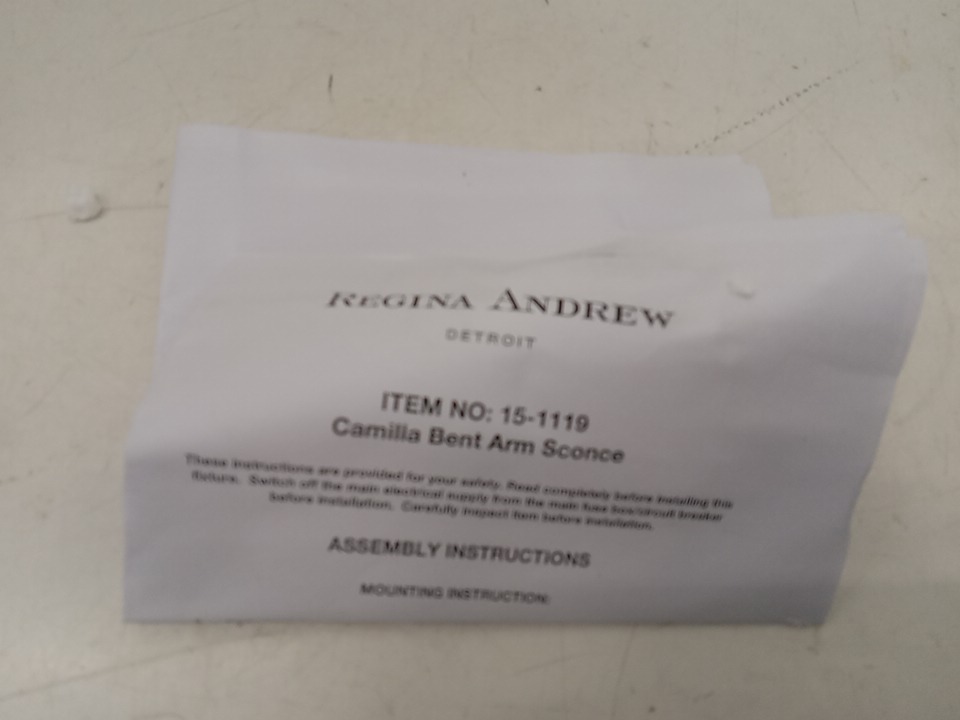 REGINA ANDREW
DETROIT
ITEM NO: 15-1119
Camilla Bent Arm Sconce
These instructions are provided for your safety. Read completely before installing this
fixture. Switch off the main electrical supply from the main fuse box/circuit breaker
before installation. Carefully inspect item before installation.
ASSEMBLY INSTRUCTIONS
MOUNTING INSTRUCTION: